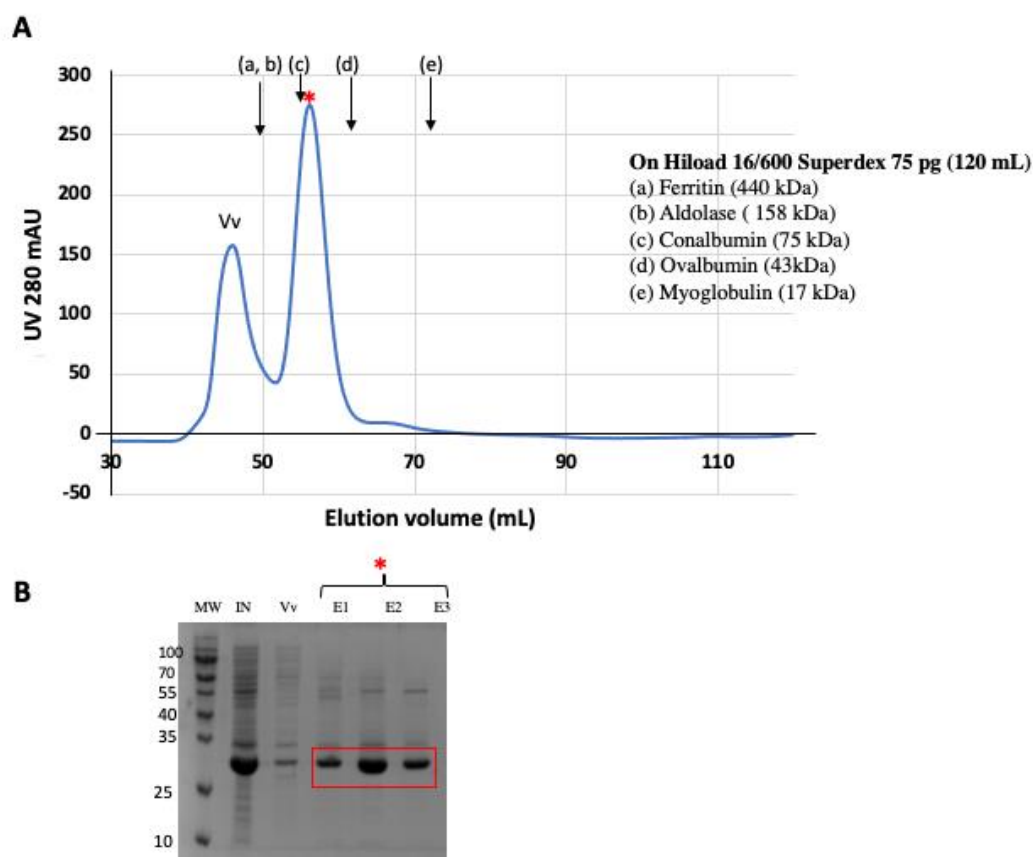 A
(a, b) (c) (d) (e)
300
250
200
150
100
50
0
-50
UV 280 mAU
Vv
*
30 50 70 90 110
Elution volume (mL)
On Hiload 16/600 Superdex 75 pg (120 mL)
(a) Ferritin (440 kDa)
(b) Aldolase ( 158 kDa)
(c) Conalbumin (75 kDa)
(d) Ovalbumin (43kDa)
(e) Myoglobulin (17 kDa)
B
*
MW IN Vv E1 E2 E3
100
70
55
40
35
25
10